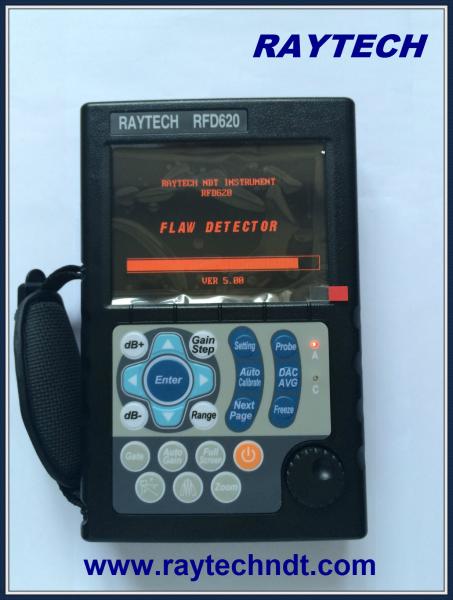 RAYTECH
RAYTECH RFD620
RAYTECH NDT INSTRUMENT
RFD620
FLAW DETECTOR
VER 5.00
dB+
Gain
Step
Setting
Probe
A
Enter
Auto
Calibrate
DAC
AVG
C
dB-
Range
Next
Page
Freeze
Gate
Auto
Gain
Full
Screen
Zoom
www.raytechndt.com